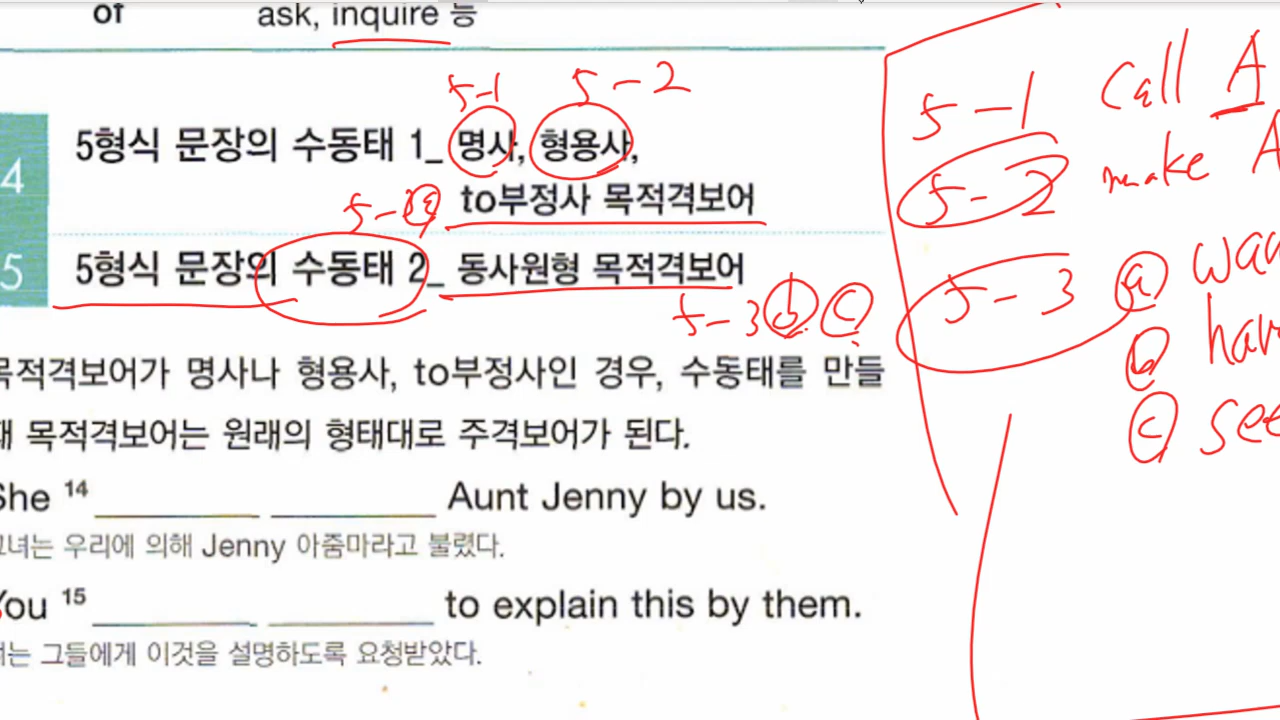 of ask, inquire 등
5-1 5-2
4 5형식 문장의 수동태 1_ 명사, 형용사,
to부정사 목적격보어
5 5형식 문장의 수동태 2_ 동사원형 목적격보어
5-3 ⓑ ⓒ
목적격보어가 명사나 형용사, to부정사인 경우, 수동태를 만들
때 목적격보어는 원래의 형태대로 주격보어가 된다.
She 14 Aunt Jenny by us.
그녀는 우리에 의해 Jenny 아줌마라고 불렸다.
You 15 to explain this by them.
너는 그들에게 이것을 설명하도록 요청받았다.
5-1 call A
5-2 make A
5-3 ⓐ
ⓑ
ⓒ see